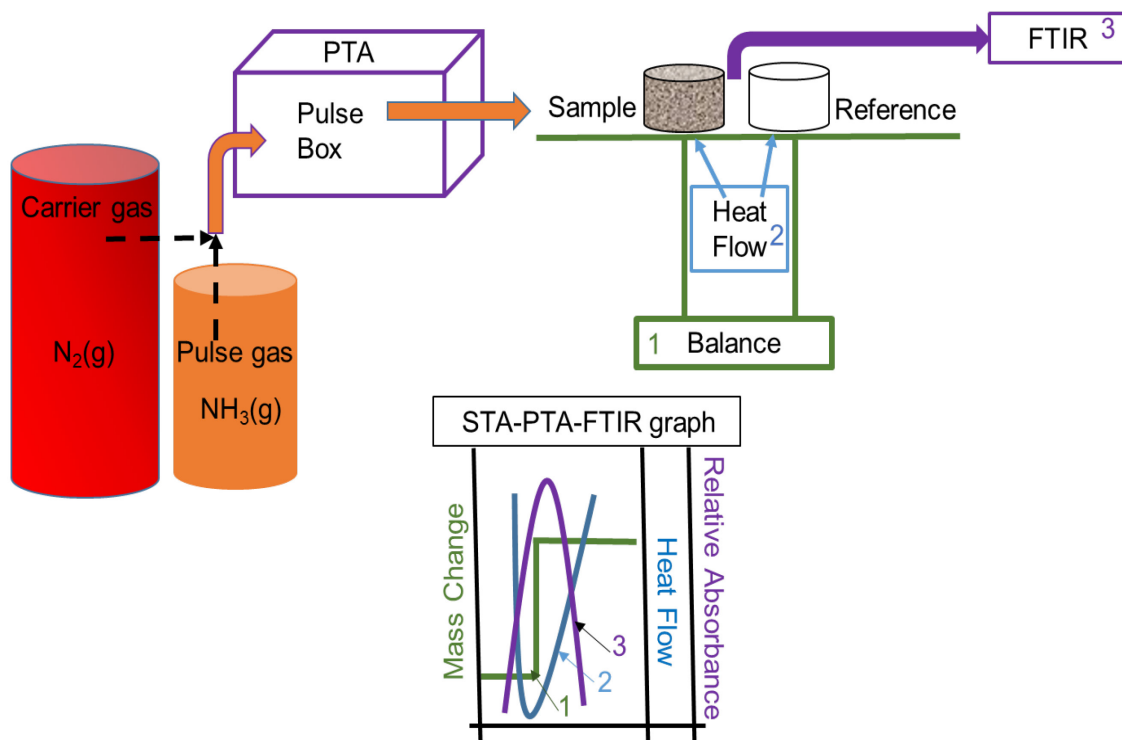 PTA
Pulse
Box
FTIR 3
Sample
Reference
Carrier gas
N₂(g)
Pulse gas
NH₃(g)
Heat
Flow 2
1 Balance
STA-PTA-FTIR graph
Mass Change
Heat Flow
Relative Absorbance
3
2
1